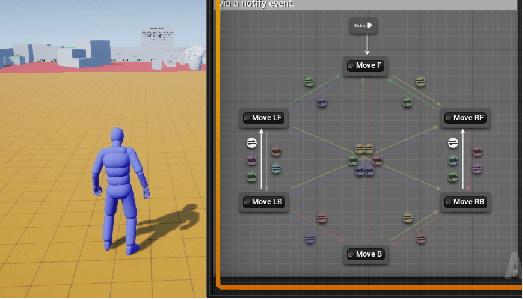 via a notify event.
Entry
Move F
Move LF
Move RF
Move LB
Move RB
Move B
A